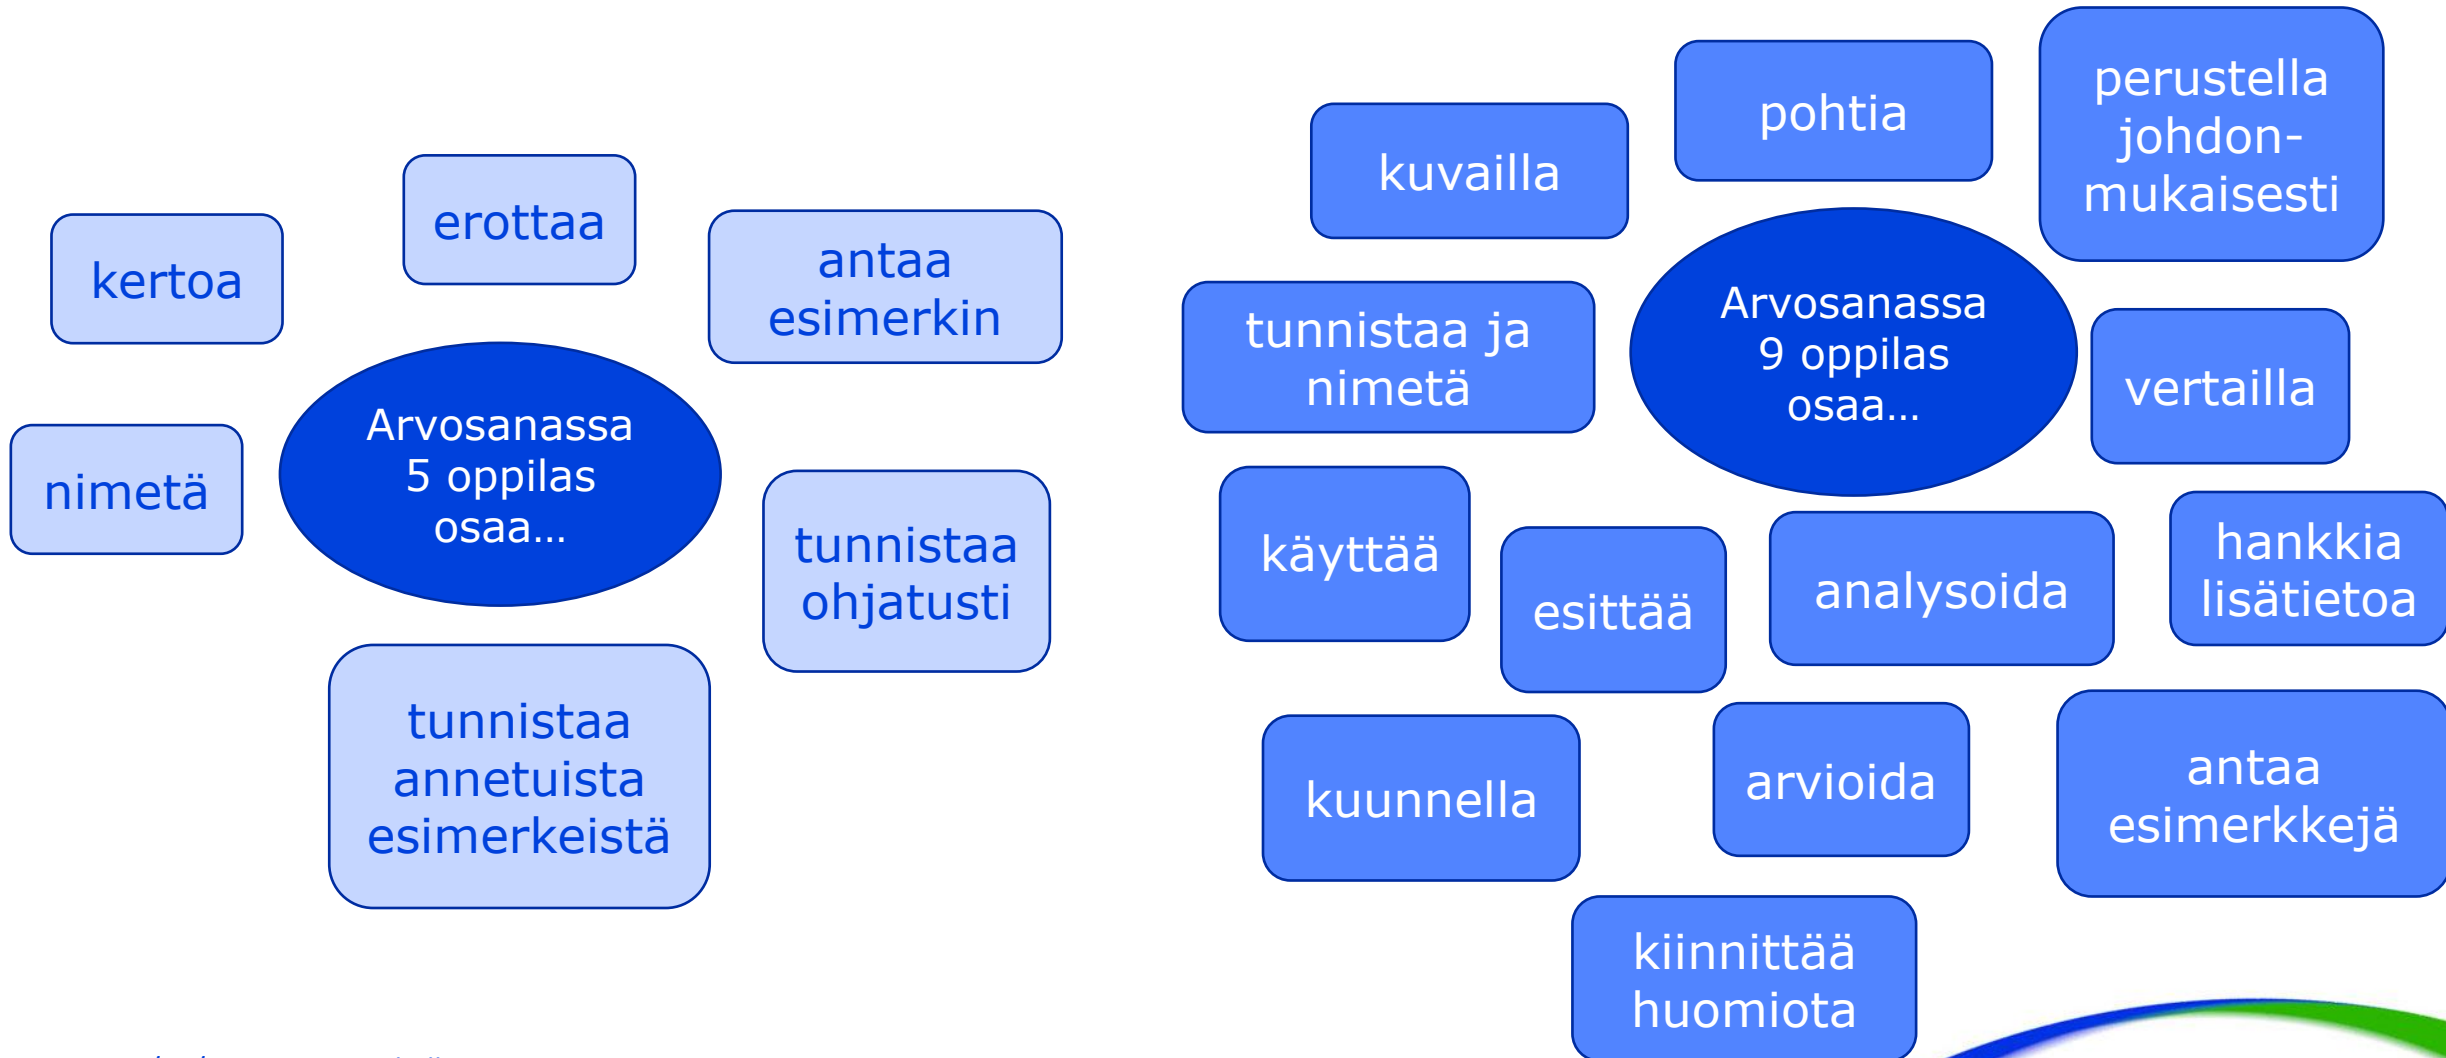 kertoa
erottaa
antaa
esimerkin
nimetä
Arvosanassa
5 oppilas
osaa…
tunnistaa
ohjatusti
tunnistaa
annetuista
esimerkeistä
kuvailla
pohtia
perustella
johdon-
mukaisesti
tunnistaa ja
nimetä
Arvosanassa
9 oppilas
osaa…
vertailla
käyttää
esittää
analysoida
hankkia
lisätietoa
kuunnella
arvioida
antaa
esimerkkejä
kiinnittää
huomiota